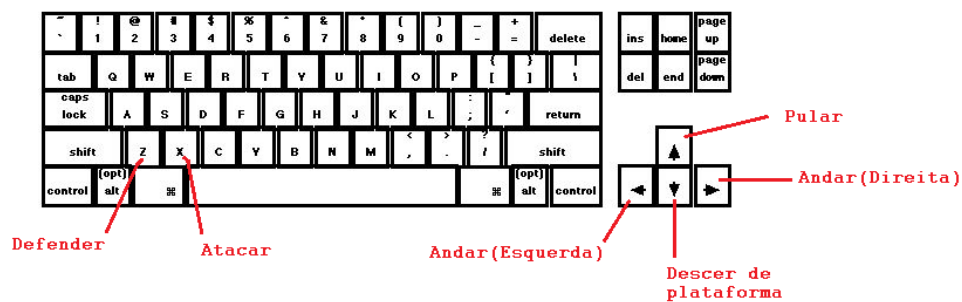 ~ ! @ # $ % ^ & * ( ) _ +
` 1 2 3 4 5 6 7 8 9 0 - = delete
ins home page up
tab Q W E R T Y U I O P { [ } ] | \
del end page down
caps lock A S D F G H J K L : ; " ' return
shift Z X C Y B N M < , > . ? / shift
control (opt) alt ⌘ ⌘ (opt) alt control
Pular
Andar(Direita)
Defender
Atacar
Andar(Esquerda)
Descer de
plataforma